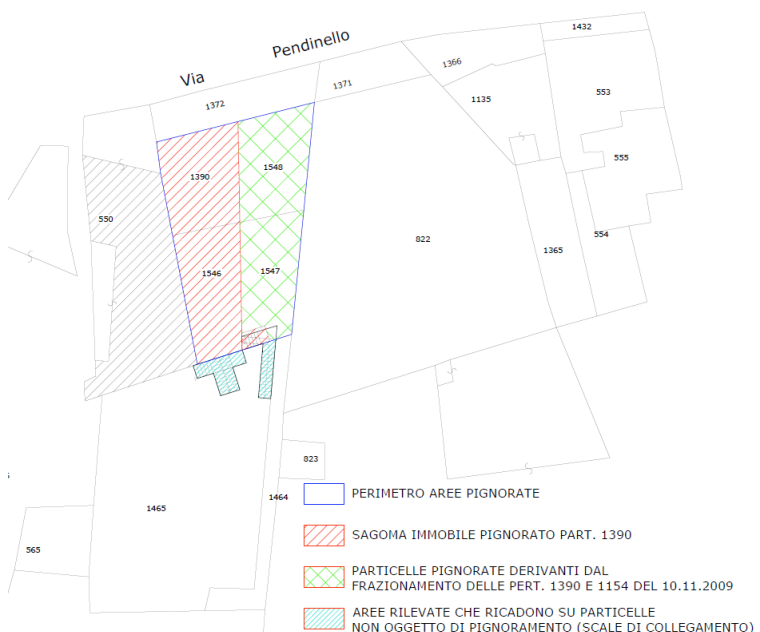 1432
Via Pendinello
1366
1371
553
1372
1135
555
1548
1390
550
554
822
1365
1547
1546
823
1464
1465
565
PERIMETRO AREE PIGNORATE
SAGOMA IMMOBILE PIGNORATO PART. 1390
PARTICELLE PIGNORATE DERIVANTI DAL
FRAZIONAMENTO DELLE PERT. 1390 E 1154 DEL 10.11.2009
AREE RILEVATE CHE RICADONO SU PARTICELLE
NON OGGETTO DI PIGNORAMENTO (SCALE DI COLLEGAMENTO)